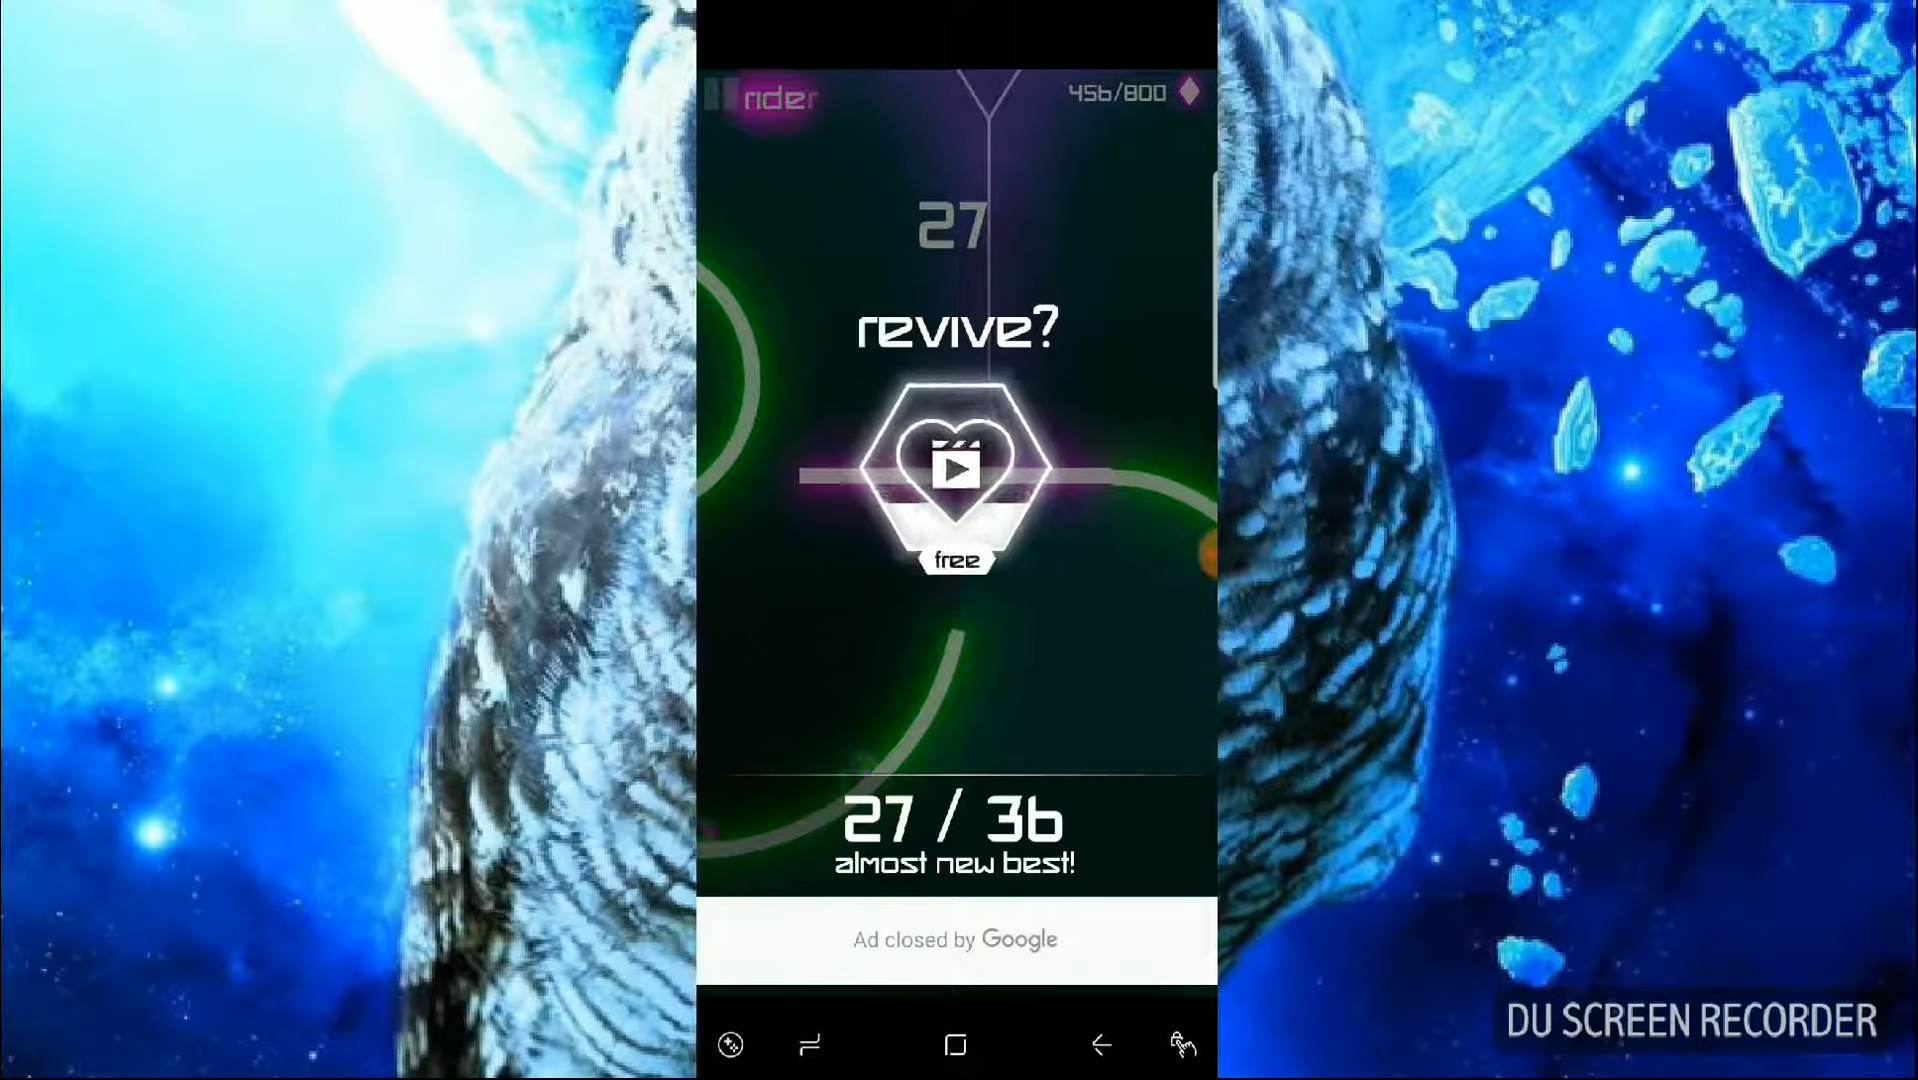 rider
456/800
27
revive?
free
27 / 36
almost new best!
Ad closed by Google
DU SCREEN RECORDER